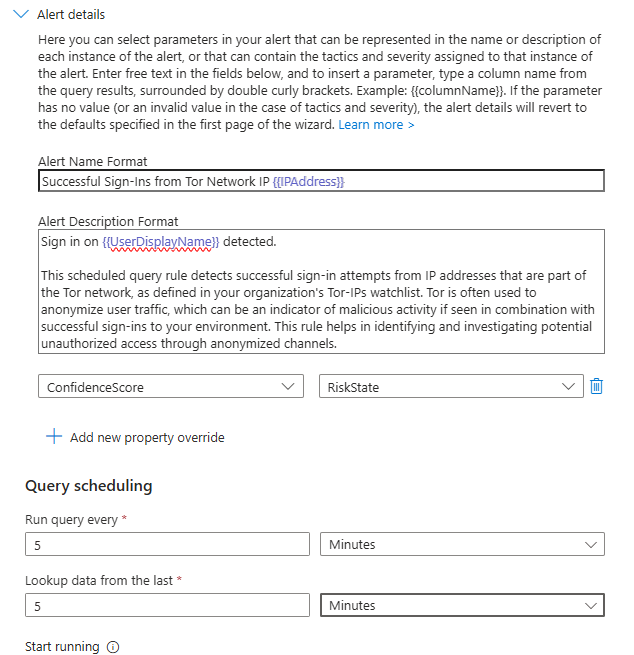 Alert details
Here you can select parameters in your alert that can be represented in the name or description of
each instance of the alert, or that can contain the tactics and severity assigned to that instance of
the alert. Enter free text in the fields below, and to insert a parameter, type a column name from
the query results, surrounded by double curly brackets. Example: {{columnName}}. If the parameter
has no value (or an invalid value in the case of tactics and severity), the alert details will revert to
the defaults specified in the first page of the wizard. Learn more >
Alert Name Format
Successful Sign-Ins from Tor Network IP {{IPAddress}}
Alert Description Format
Sign in on {{UserDisplayName}} detected.
This scheduled query rule detects successful sign-in attempts from IP addresses that are part of
the Tor network, as defined in your organization's Tor-IPs watchlist. Tor is often used to
anonymize user traffic, which can be an indicator of malicious activity if seen in combination with
successful sign-ins to your environment. This rule helps in identifying and investigating potential
unauthorized access through anonymized channels.
ConfidenceScore RiskState
Add new property override
Query scheduling
Run query every *
5 Minutes
Lookup data from the last *
5 Minutes
Start running